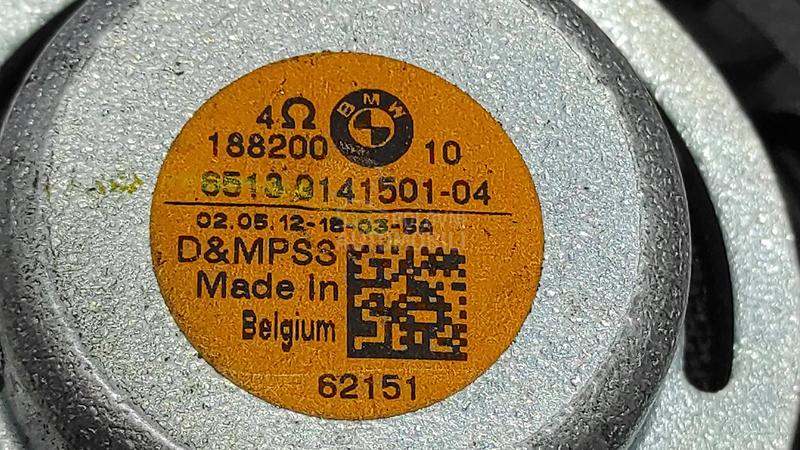 4Ω BMW
188200 10
6513 9141501-04
02.05.12-18-03-5A
D&MPSS
Made in
Belgium
62151